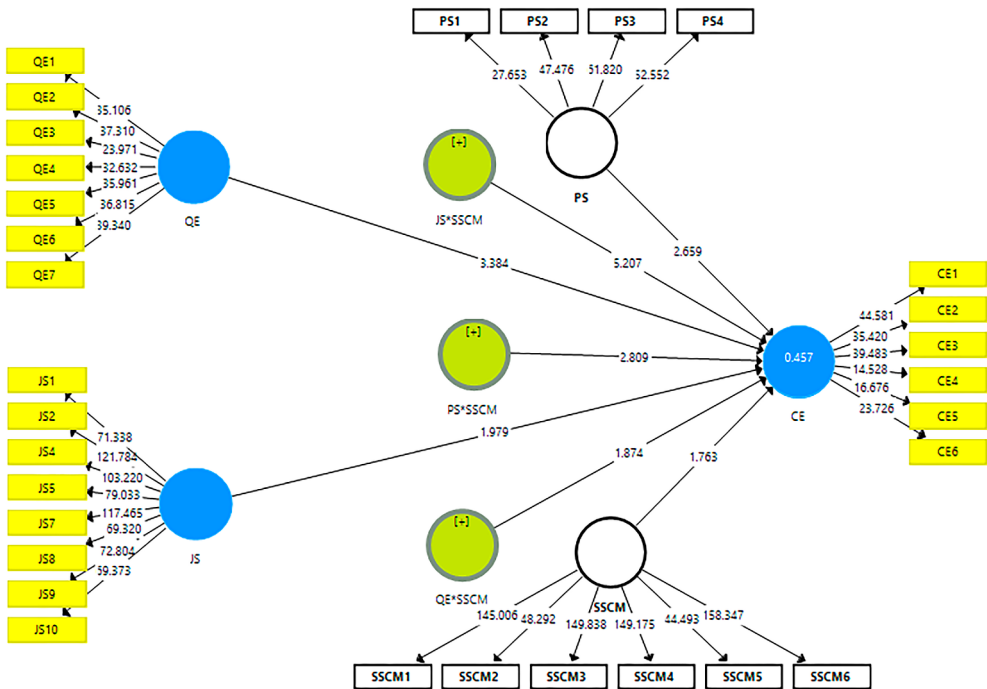 PS1 PS2 PS3 PS4
27.653 47.476 51.820 52.552
PS
QE1
QE2
QE3
QE4
QE5
QE6
QE7
35.106
37.310
23.971
32.632
35.961
36.815
39.340
QE
[+]
JS*SSCM
3.384
5.207
2.659
[+]
PS*SSCM
2.809
JS1
JS2
JS4
JS5
JS7
JS8
JS9
JS10
71.338
121.784
103.220
79.033
117.465
69.320
72.804
59.373
JS
1.979
[+]
QE*SSCM
1.874
1.763
0.457
CE
44.581
35.420
39.483
14.528
16.676
23.726
CE1
CE2
CE3
CE4
CE5
CE6
SSCM
145.006 48.292 149.838 149.175 44.493 158.347
SSCM1 SSCM2 SSCM3 SSCM4 SSCM5 SSCM6